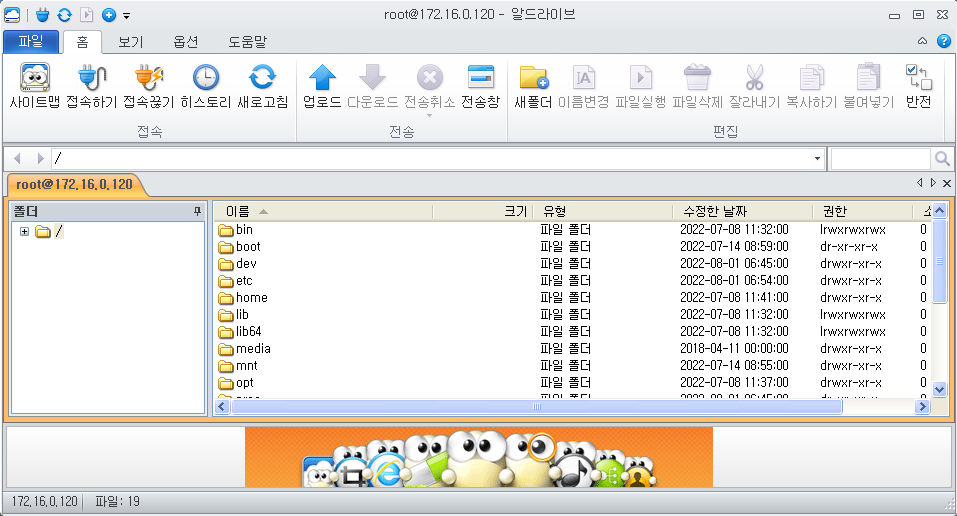 root@172.16.0.120 - 알드라이브
파일 홈 보기 옵션 도움말
사이트맵 접속하기 접속끊기 히스토리 새로고침 업로드 다운로드 전송취소 전송창 새폴더 이름변경 파일실행 파일삭제 잘라내기 복사하기 붙여넣기 반전
접속 전송 편집
/
root@172.16.0.120
폴더
/
이름 크기 유형 수정한 날짜 권한 소
bin 파일 폴더 2022-07-08 11:32:00 lrwxrwxrwx 0
boot 파일 폴더 2022-07-14 08:59:00 dr-xr-xr-x 0
dev 파일 폴더 2022-08-01 06:45:00 drwxr-xr-x 0
etc 파일 폴더 2022-08-01 06:54:00 drwxr-xr-x 0
home 파일 폴더 2022-07-08 11:41:00 drwxr-xr-x 0
lib 파일 폴더 2022-07-08 11:32:00 lrwxrwxrwx 0
lib64 파일 폴더 2022-07-08 11:32:00 lrwxrwxrwx 0
media 파일 폴더 2018-04-11 00:00:00 drwxr-xr-x 0
mnt 파일 폴더 2022-07-14 08:55:00 drwxr-xr-x 0
opt 파일 폴더 2022-07-08 11:37:00 drwxr-xr-x 0
172.16.0.120 파일: 19